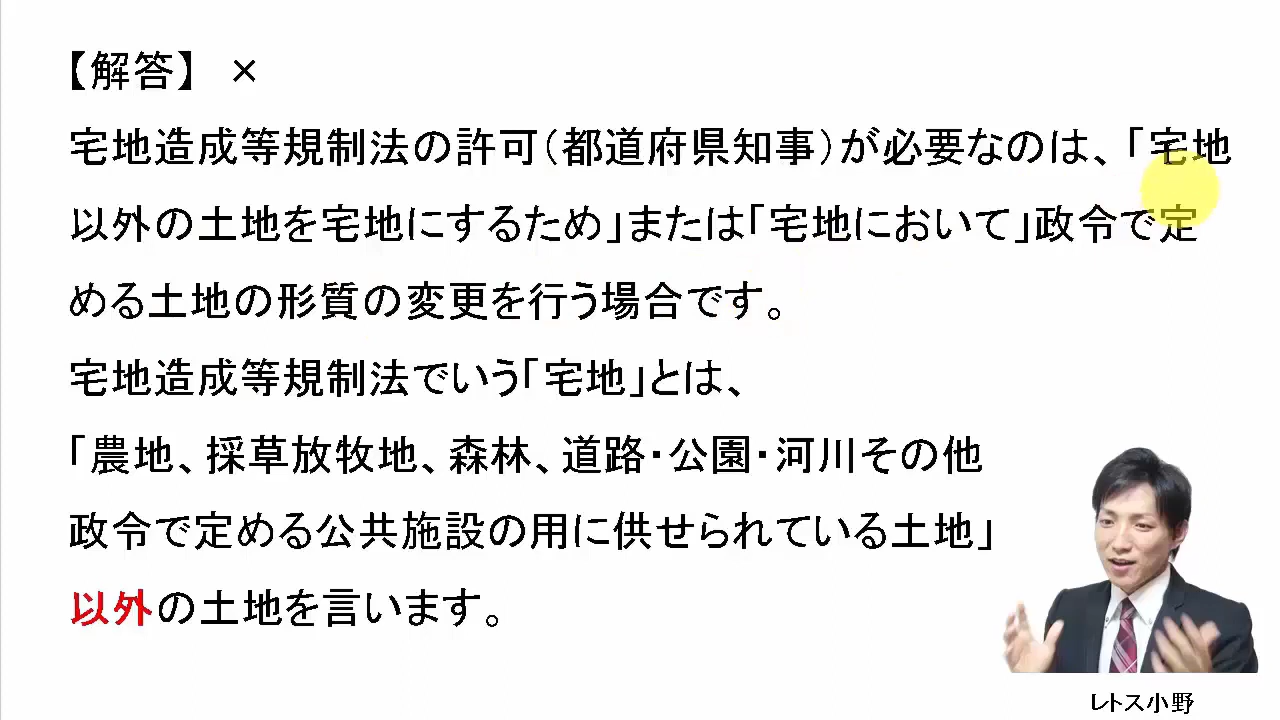 【解答】 ×
宅地造成等規制法の許可(都道府県知事)が必要なのは、「宅地
以外の土地を宅地にするため」または「宅地において」政令で定
める土地の形質の変更を行う場合です。
宅地造成等規制法でいう「宅地」とは、
「農地、採草放牧地、森林、道路・公園・河川その他
政令で定める公共施設の用に供せられている土地」
以外の土地を言います。
レトス小野